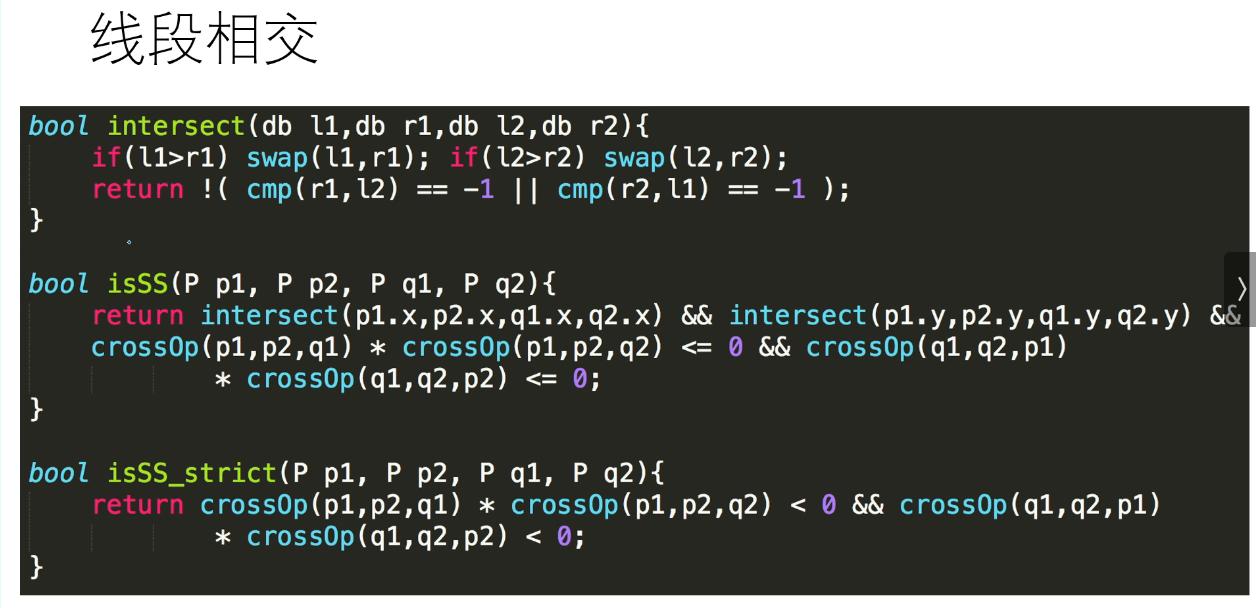 线段相交
bool intersect(db l1,db r1,db l2,db r2){
    if(l1>r1) swap(l1,r1); if(l2>r2) swap(l2,r2);
    return !( cmp(r1,l2) == -1 || cmp(r2,l1) == -1 );
}
bool isSS(P p1, P p2, P q1, P q2){
    return intersect(p1.x,p2.x,q1.x,q2.x) && intersect(p1.y,p2.y,q1.y,q2.y) &&
    crossOp(p1,p2,q1) * crossOp(p1,p2,q2) <= 0 && crossOp(q1,q2,p1)
            * crossOp(q1,q2,p2) <= 0;
}
bool isSS_strict(P p1, P p2, P q1, P q2){
    return crossOp(p1,p2,q1) * crossOp(p1,p2,q2) < 0 && crossOp(q1,q2,p1)
            * crossOp(q1,q2,p2) < 0;
}